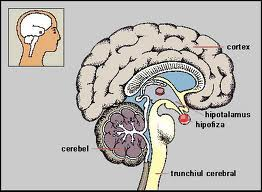 cortex
hipotalamus
hipofiza
cerebel
trunchiul cerebral